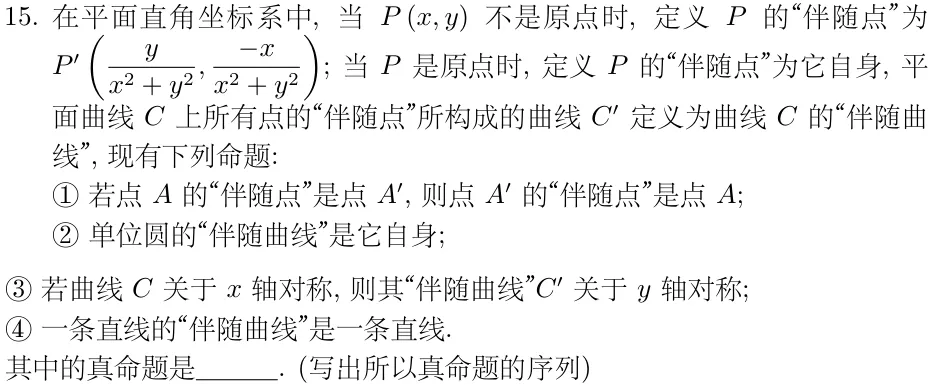 15. 在平面直角坐标系中, 当 P (x, y) 不是原点时, 定义 P 的“伴随点”为
P′ ( y/(x² + y²), −x/(x² + y²) ); 当 P 是原点时, 定义 P 的“伴随点”为它自身, 平
面曲线 C 上所有点的“伴随点”所构成的曲线 C′ 定义为曲线 C 的“伴随曲
线”, 现有下列命题:
① 若点 A 的“伴随点”是点 A′, 则点 A′ 的“伴随点”是点 A;
② 单位圆的“伴随曲线”是它自身;
③ 若曲线 C 关于 x 轴对称, 则其“伴随曲线”C′ 关于 y 轴对称;
④ 一条直线的“伴随曲线”是一条直线.
其中的真命题是______. (写出所以真命题的序列)